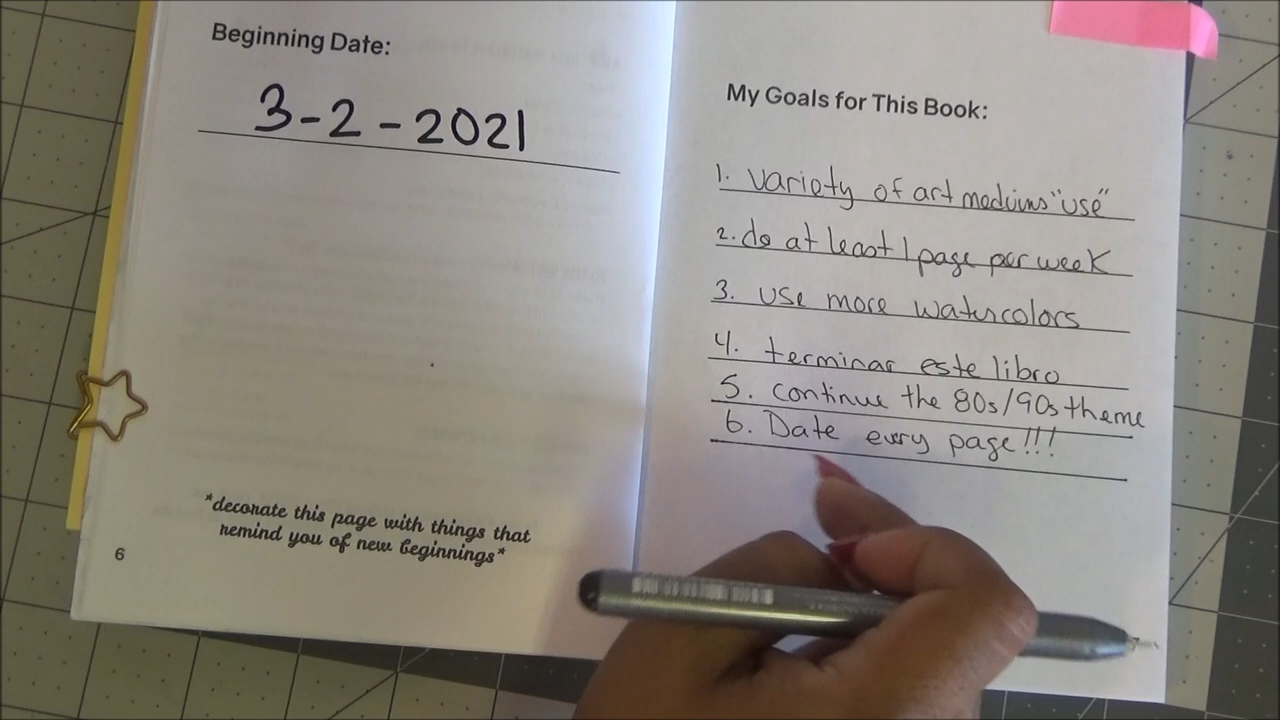 Beginning Date:
3-2-2021
*decorate this page with things that
remind you of new beginnings*
6
My Goals for This Book:
1. variety of art mediums "use"
2. do at least 1 page per week
3. use more watercolors
4. terminar este libro
5. continue the 80s/90s theme
6. Date every page!!!